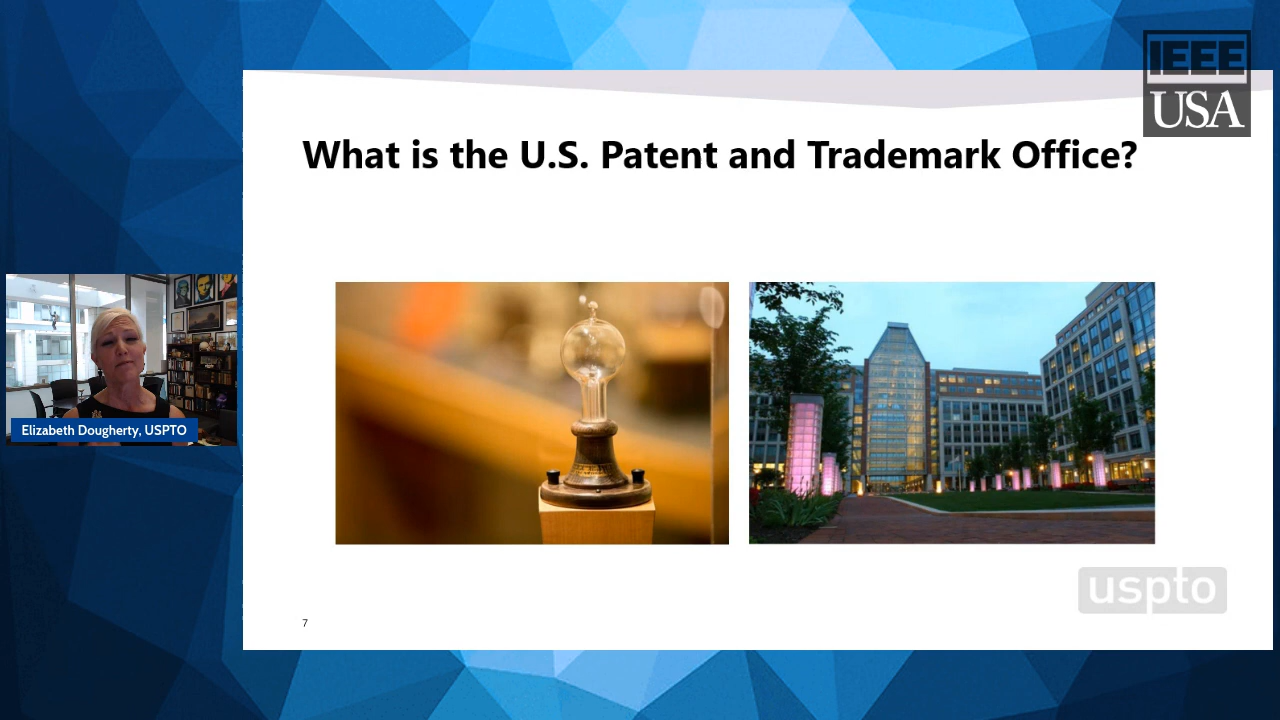 IEEE
USA
What is the U.S. Patent and Trademark Office?
Elizabeth Dougherty, USPTO
uspto
7